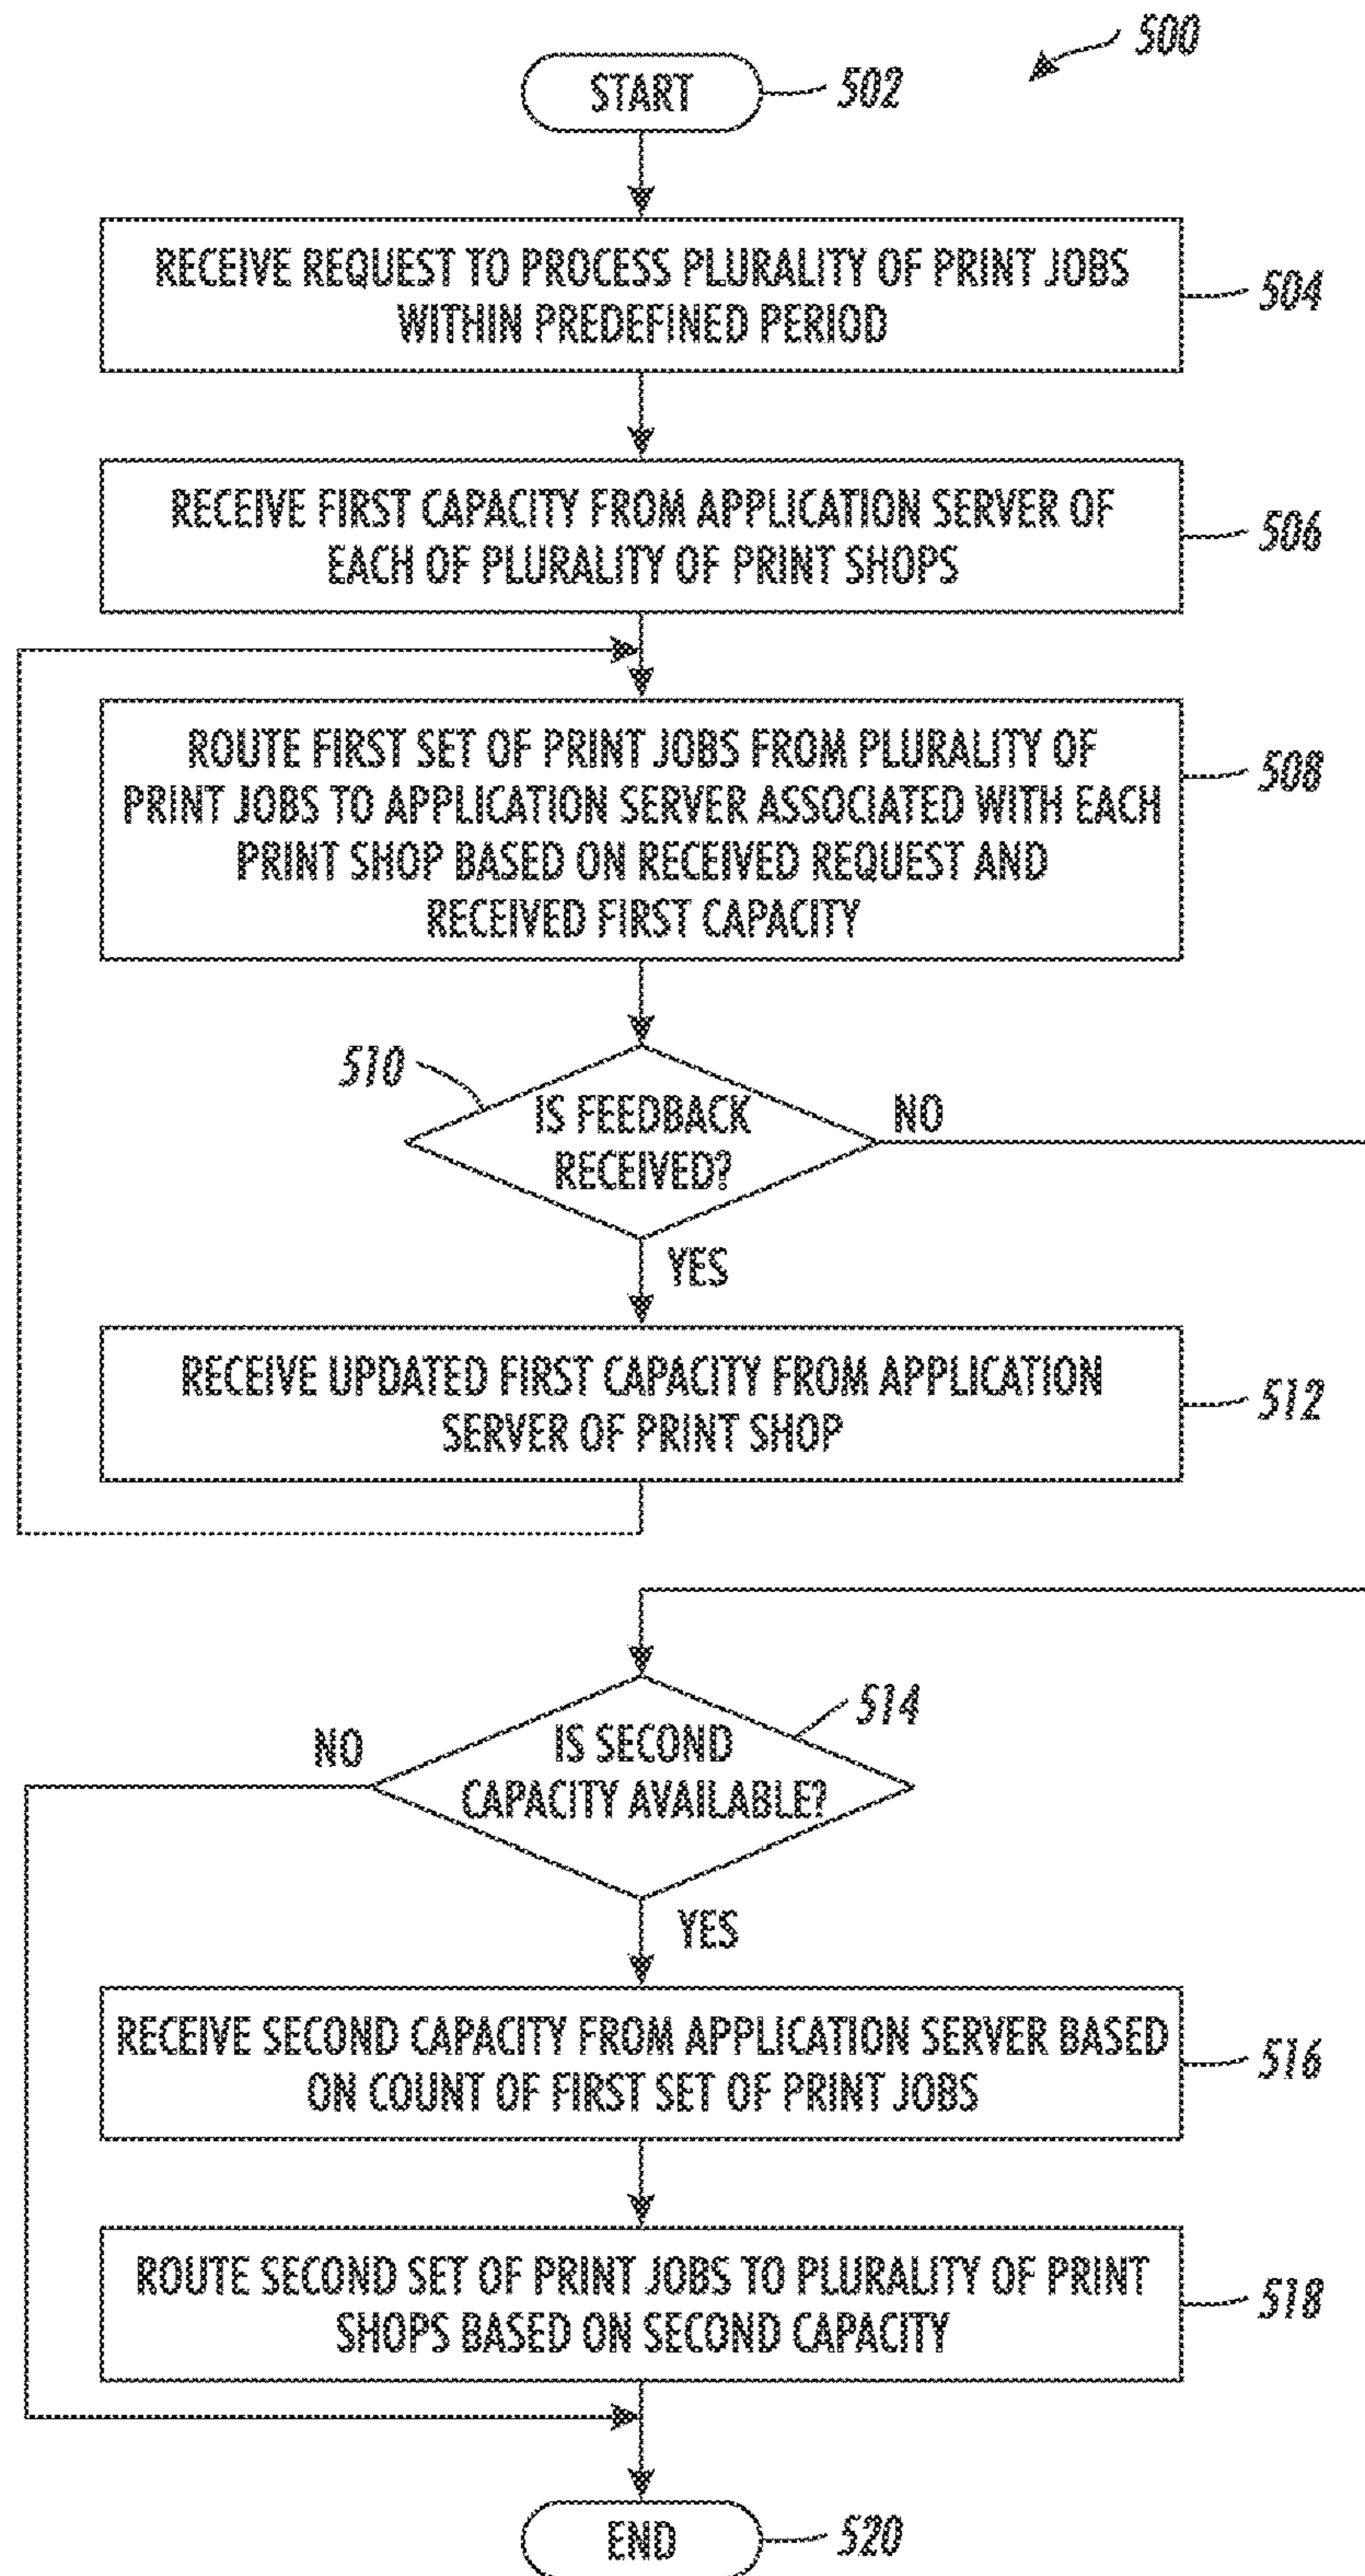 500
START
502
RECEIVE REQUEST TO PROCESS PLURALITY OF PRINT JOBS
WITHIN PREDEFINED PERIOD
504
RECEIVE FIRST CAPACITY FROM APPLICATION SERVER OF
EACH OF PLURALITY OF PRINT SHOPS
506
ROUTE FIRST SET OF PRINT JOBS FROM PLURALITY OF
PRINT JOBS TO APPLICATION SERVER ASSOCIATED WITH EACH
PRINT SHOP BASED ON RECEIVED REQUEST AND
RECEIVED FIRST CAPACITY
508
510
IS FEEDBACK
RECEIVED?
NO
YES
RECEIVE UPDATED FIRST CAPACITY FROM APPLICATION
SERVER OF PRINT SHOP
512
514
NO
IS SECOND
CAPACITY AVAILABLE?
YES
RECEIVE SECOND CAPACITY FROM APPLICATION SERVER BASED
ON COUNT OF FIRST SET OF PRINT JOBS
516
ROUTE SECOND SET OF PRINT JOBS TO PLURALITY OF PRINT
SHOPS BASED ON SECOND CAPACITY
518
END
520